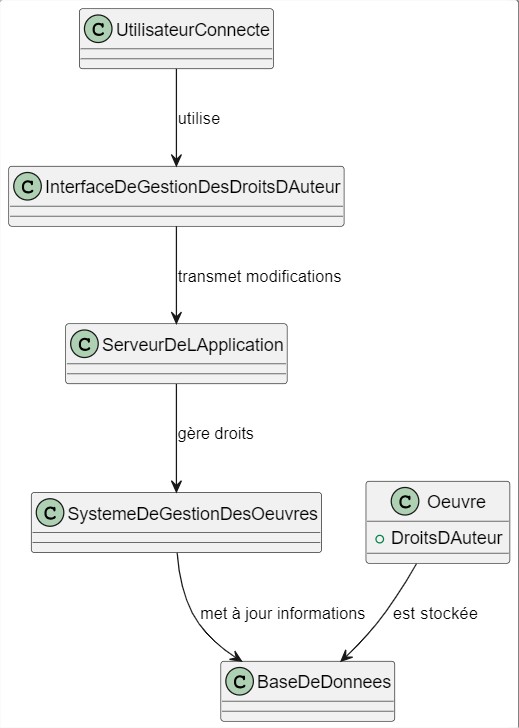 C UtilisateurConnecte
utilise
C InterfaceDeGestionDesDroitsDAuteur
transmet modifications
C ServeurDeLApplication
gère droits
C SystemeDeGestionDesOeuvres
C Oeuvre
DroitsDAuteur
met à jour informations
est stockée
C BaseDeDonnees